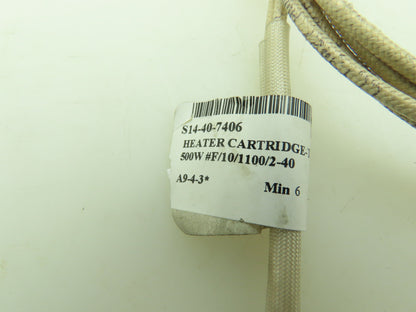 S14-40-7406
HEATER CARTRIDGE-
500W #F/10/1100/2-40
A9-4-3*
Min 6